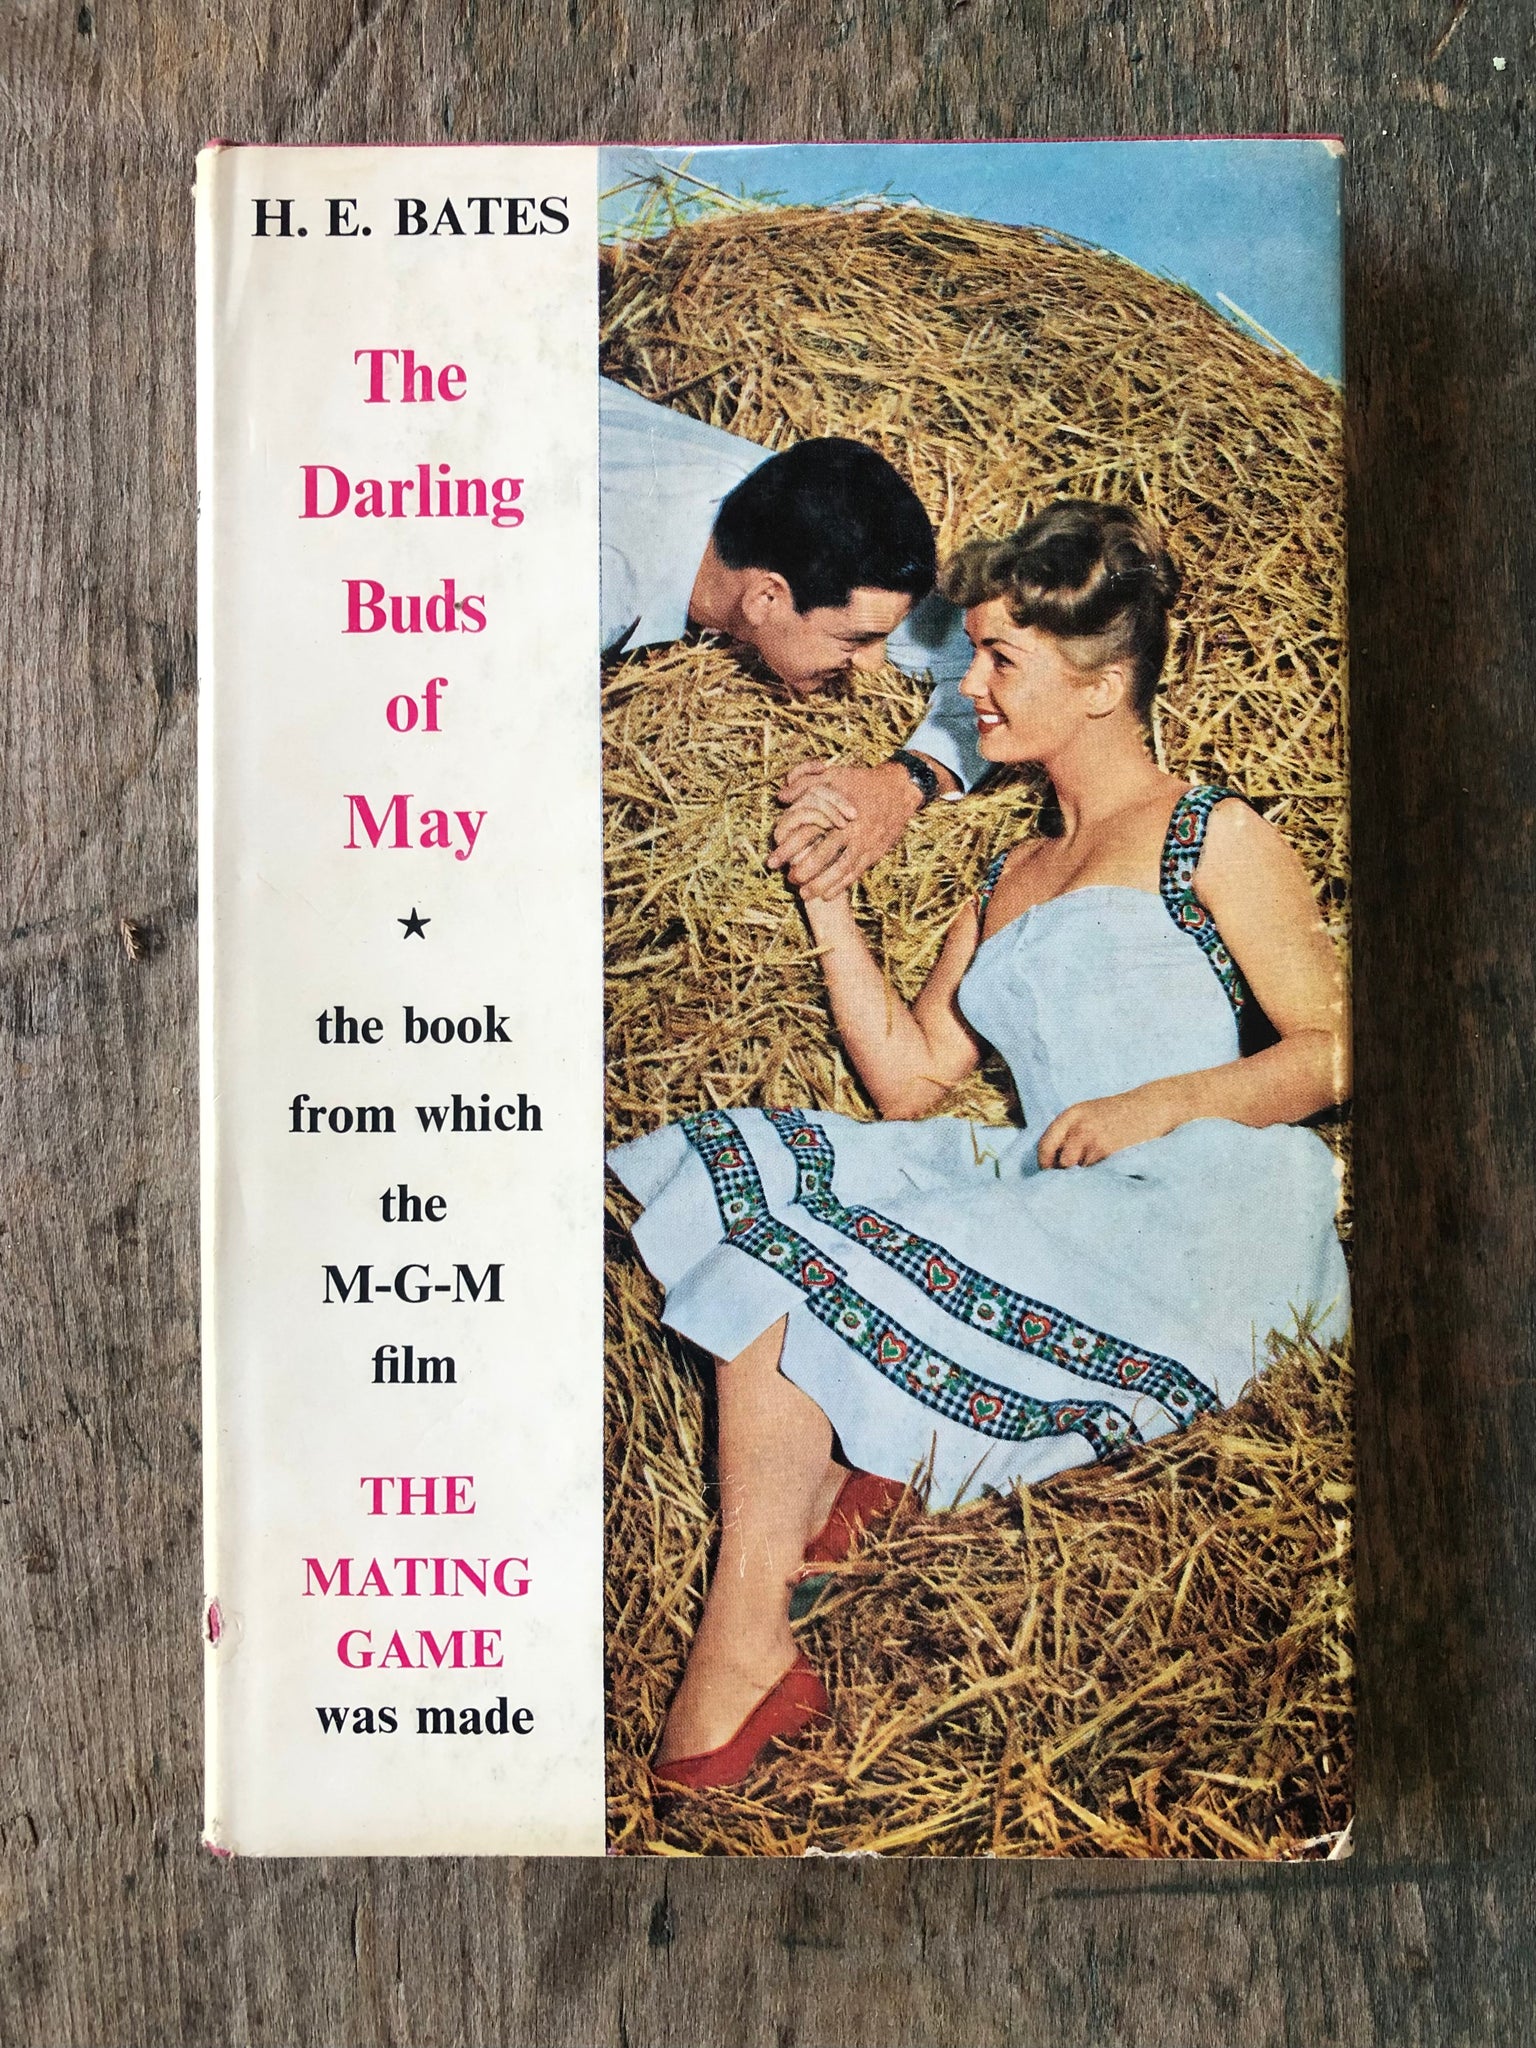 H. E. BATES
The
Darling
Buds
of
May
★
the book
from which
the
M-G-M
film
THE
MATING
GAME
was made